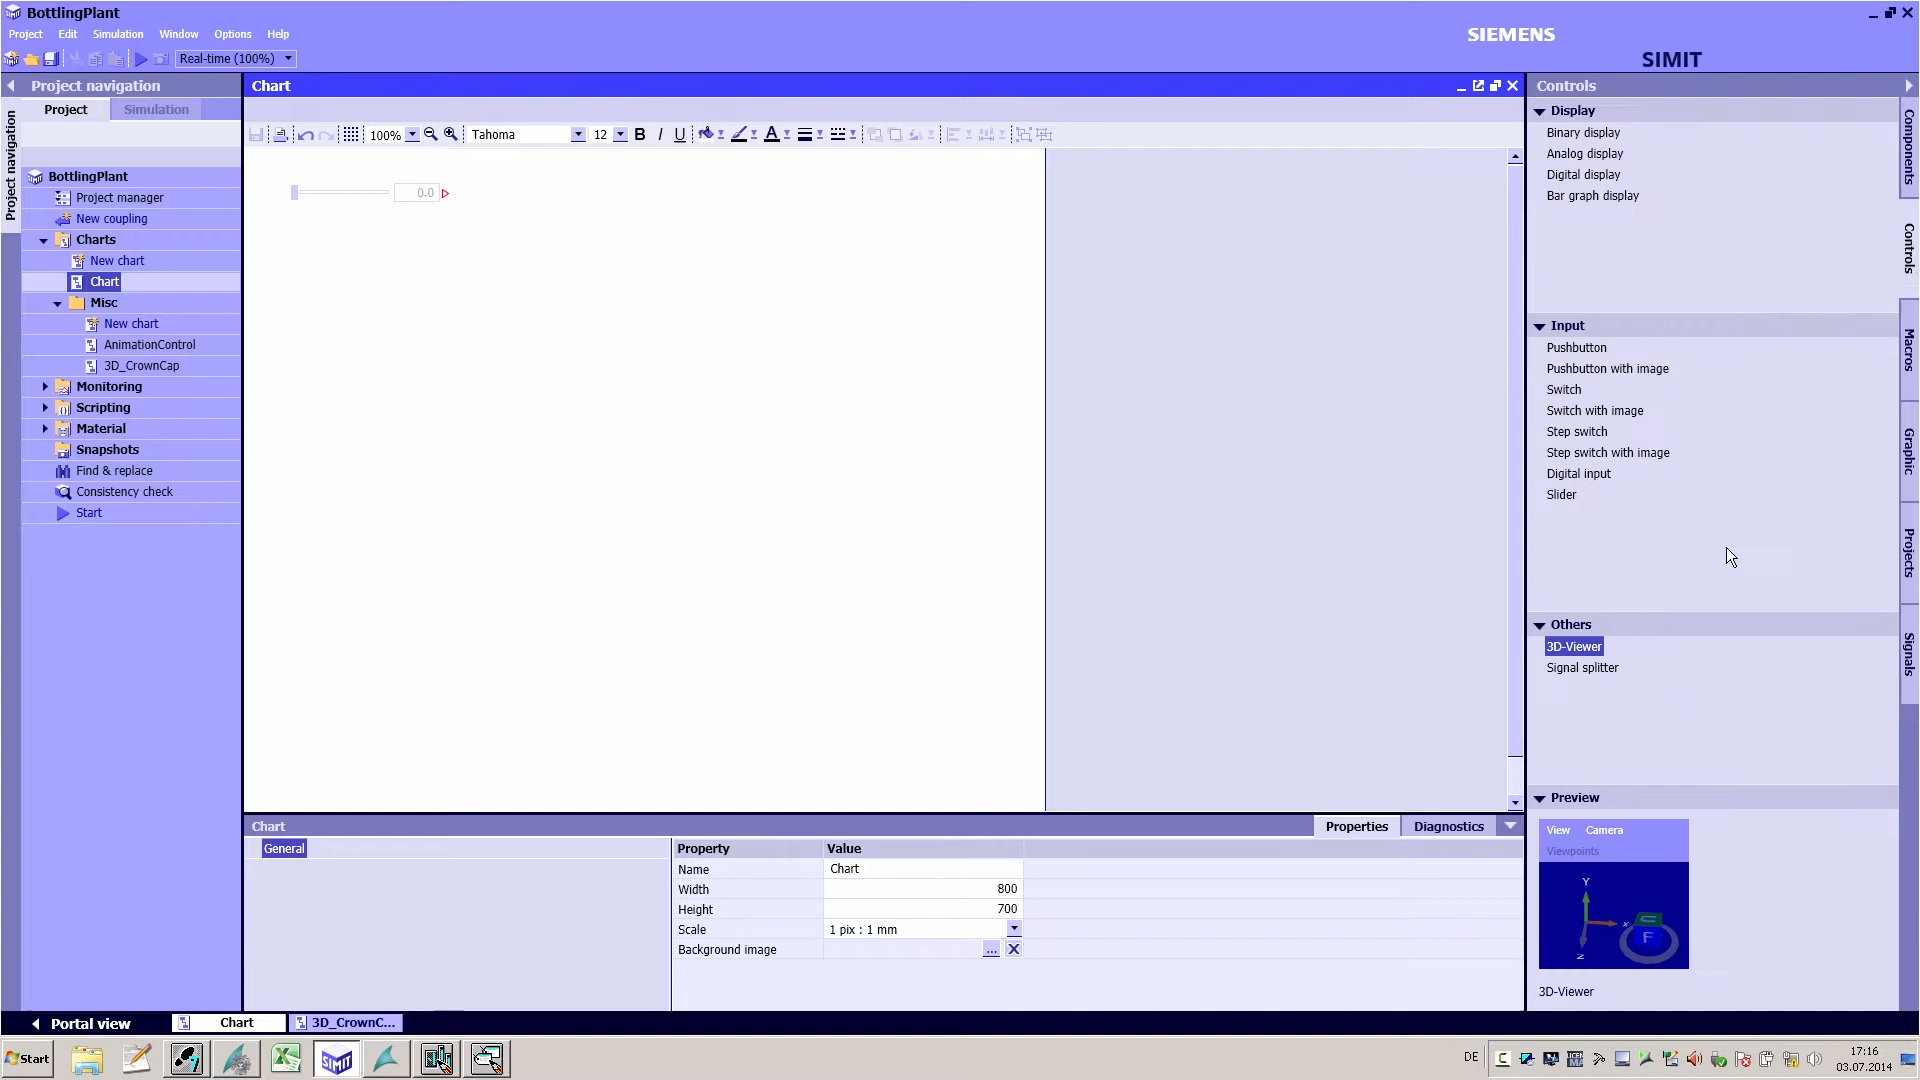 BottlingPlant
Project Edit Simulation Window Options Help
SIEMENS
Real-time (100%)
SIMIT
Project navigation
Chart
Controls
Project Simulation
Project navigation
100% Tahoma 12 B I U
BottlingPlant
Project manager
New coupling
Charts
New chart
Chart
Misc
New chart
AnimationControl
3D_CrownCap
Monitoring
Scripting
Material
Snapshots
Find & replace
Consistency check
Start
0.0
Display
Binary display
Analog display
Digital display
Bar graph display
Input
Pushbutton
Pushbutton with image
Switch
Switch with image
Step switch
Step switch with image
Digital input
Slider
Others
3D-Viewer
Signal splitter
Preview
View Camera
Viewpoints
Y
X
Z
F
3D-Viewer
Components
Controls
Macros
Graphic
Projects
Signals
Chart
Properties Diagnostics
General
Property Value
Name Chart
Width 800
Height 700
Scale 1 pix : 1 mm
Background image ... X
Portal view Chart 3D_CrownC...
Start
SIMIT
DE
17:16
03.07.2014